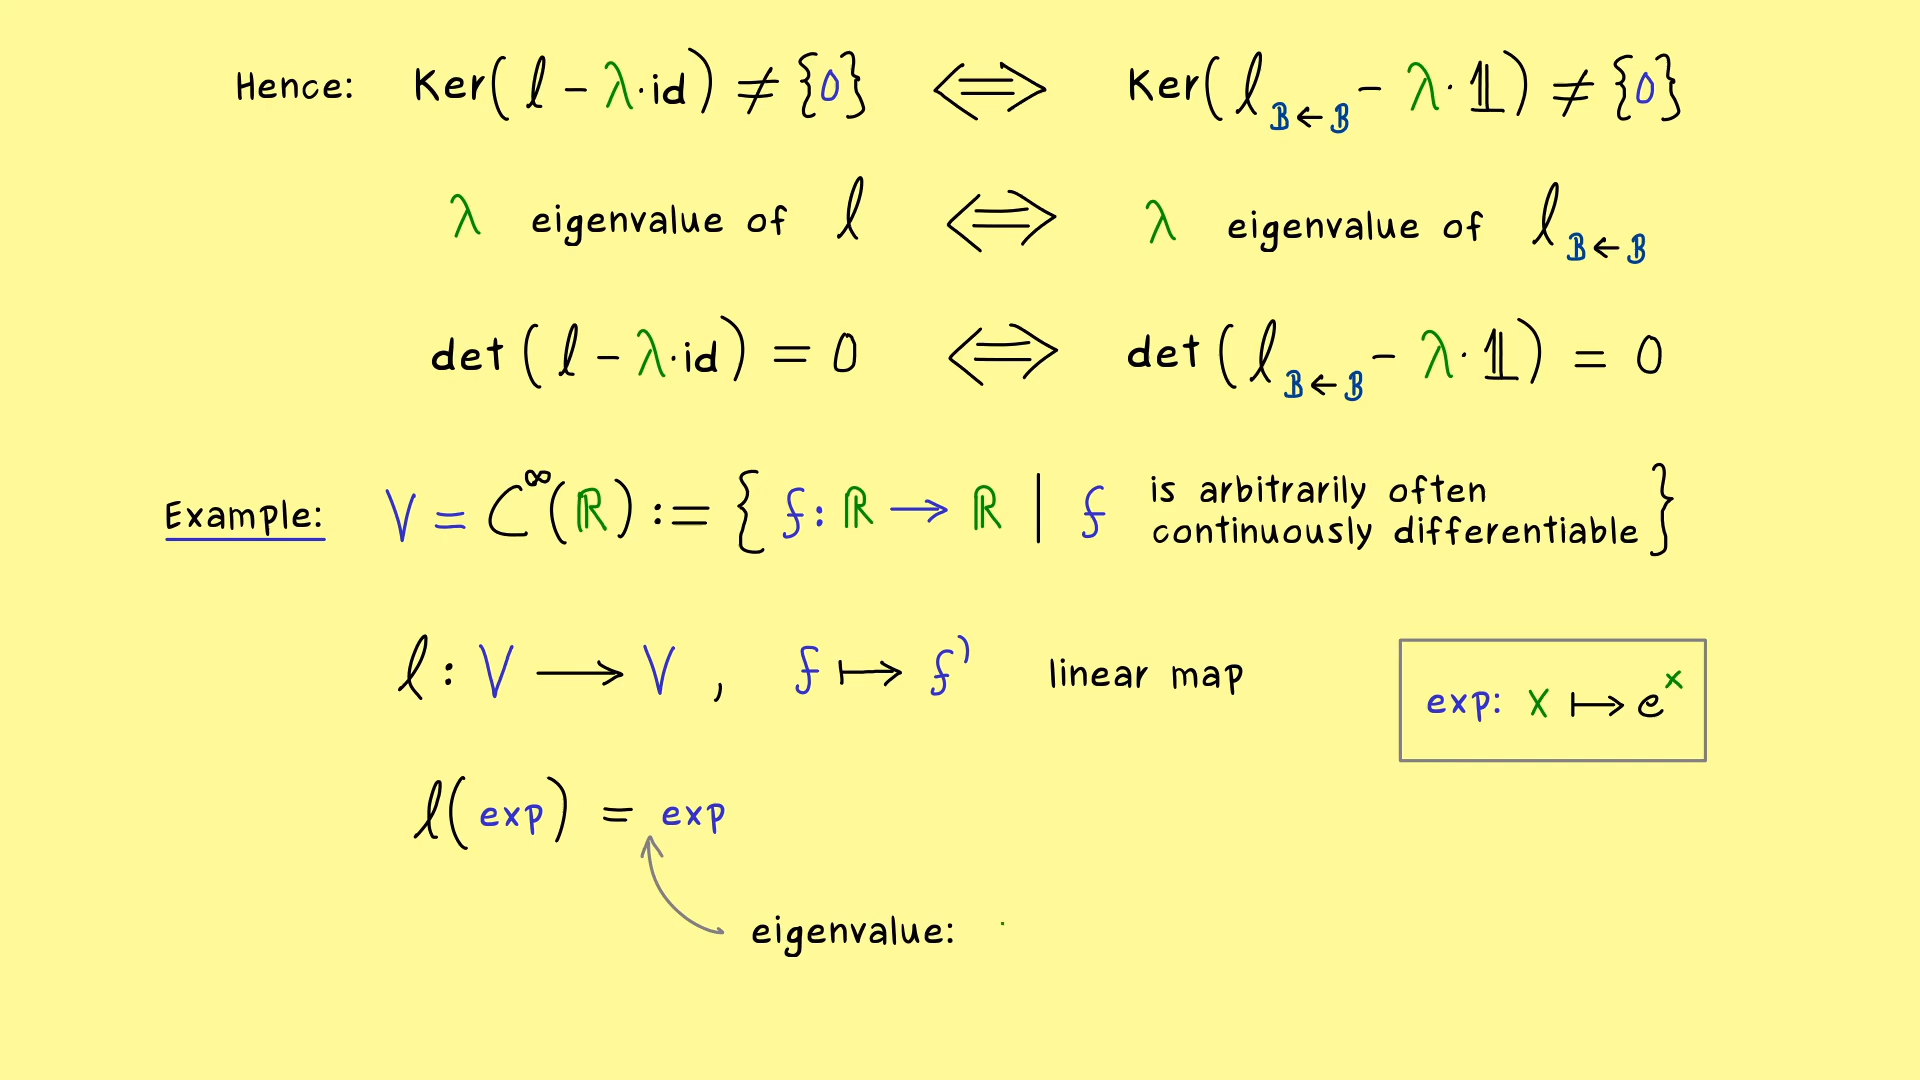 Hence: Ker(ℓ − λ·id) ≠ {0} ⟺ Ker(ℓ_{B←B} − λ·𝟙) ≠ {0}
λ eigenvalue of ℓ ⟺ λ eigenvalue of ℓ_{B←B}
det(ℓ − λ·id) = 0 ⟺ det(ℓ_{B←B} − λ·𝟙) = 0
Example: V = C^∞(ℝ) := { f: ℝ → ℝ | f is arbitrarily often
continuously differentiable }
ℓ: V ⟶ V , f ⟼ f' linear map
exp: x ⟼ e^x
ℓ(exp) = exp
eigenvalue: